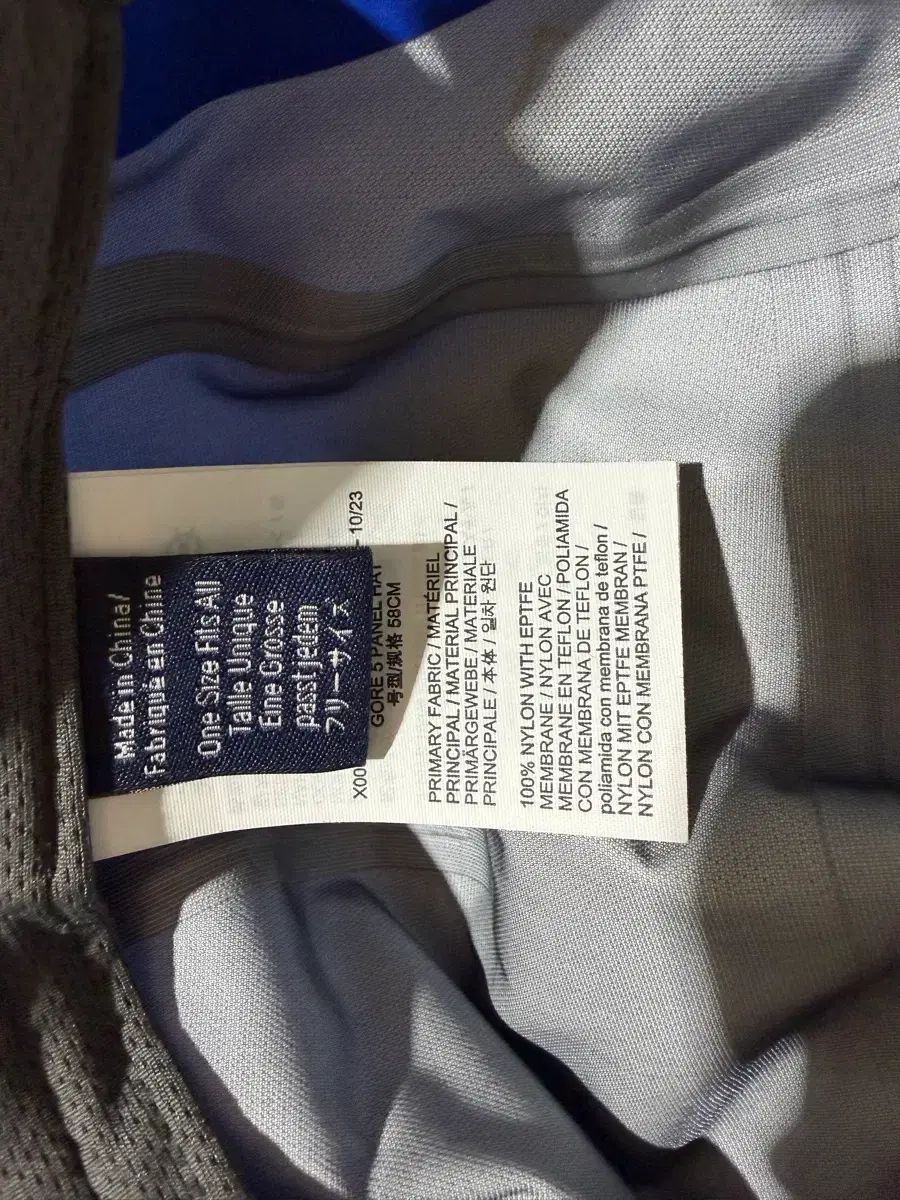 Made in China/
Fabriqué en Chine
One Size Fits All
Taille Unique
Eine Grosse
passt jedem
フリーサイズ
X00
10/23
GORE 5 PANEL HAT
号型/规格 58CM
PRIMARY FABRIC / MATÉRIEL
PRINCIPAL / MATERIAL PRINCIPAL /
PRIMÄRGEWEBE / MATERIALE
PRINCIPALE / 本体 / 일차 원단
100% NYLON WITH EPTFE
MEMBRANE / NYLON AVEC
MEMBRANE EN TEFLON / POLIAMIDA
CON MEMBRANA DE TEFLON /
poliamida con membrana de teflon /
NYLON MIT EPTFE MEMBRAN /
NYLON CON MEMBRANA PTFE /